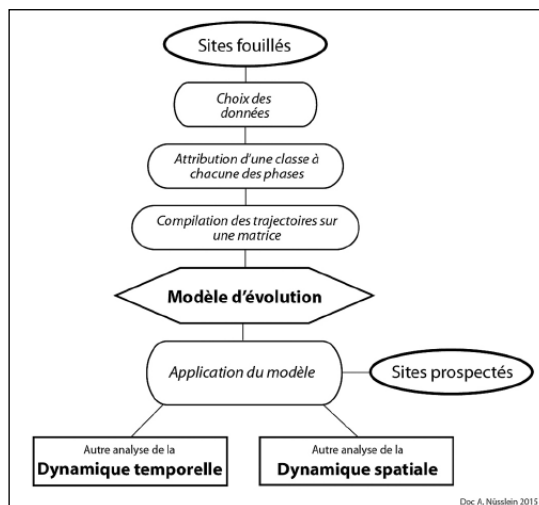 Sites fouillés
Choix des
données
Attribution d'une classe à
chacune des phases
Compilation des trajectoires sur
une matrice
Modèle d'évolution
Application du modèle
Sites prospectés
Autre analyse de la
Dynamique temporelle
Autre analyse de la
Dynamique spatiale
Doc A. Nüsslein 2015